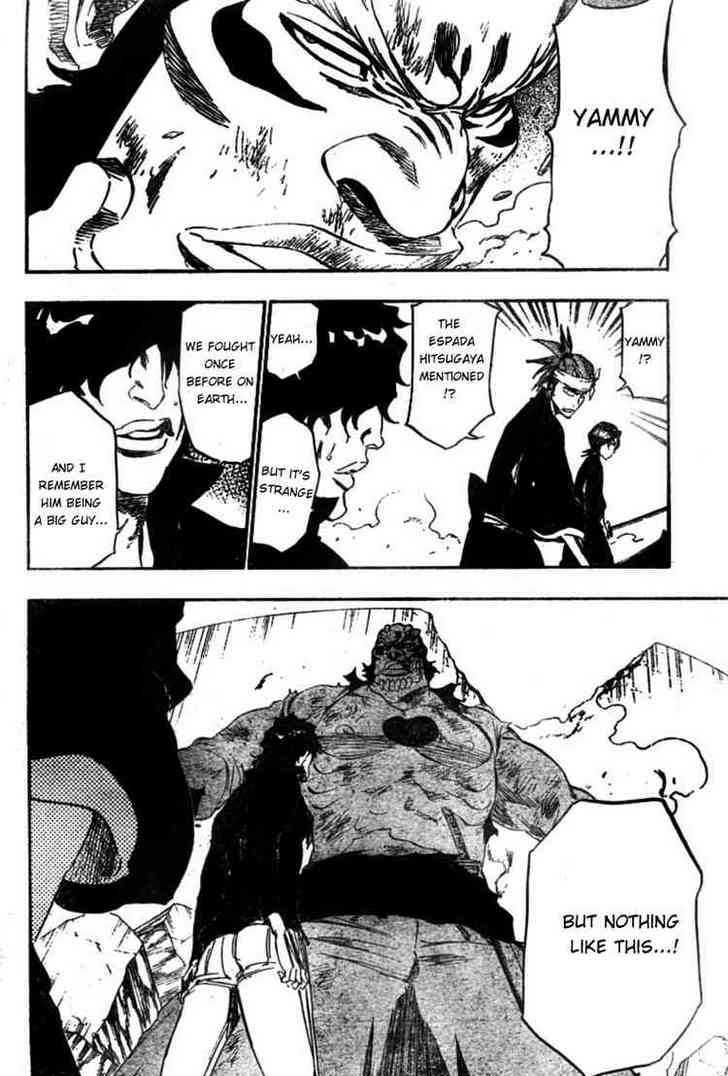 YAMMY
...!!
YAMMY
!?
THE
ESPADA
HITSUGAYA
MENTIONED
!?
YEAH...
BUT IT'S
STRANGE
...
WE FOUGHT
ONCE
BEFORE ON
EARTH...
AND I
REMEMBER
HIM BEING
A BIG GUY...
BUT NOTHING
LIKE THIS...!